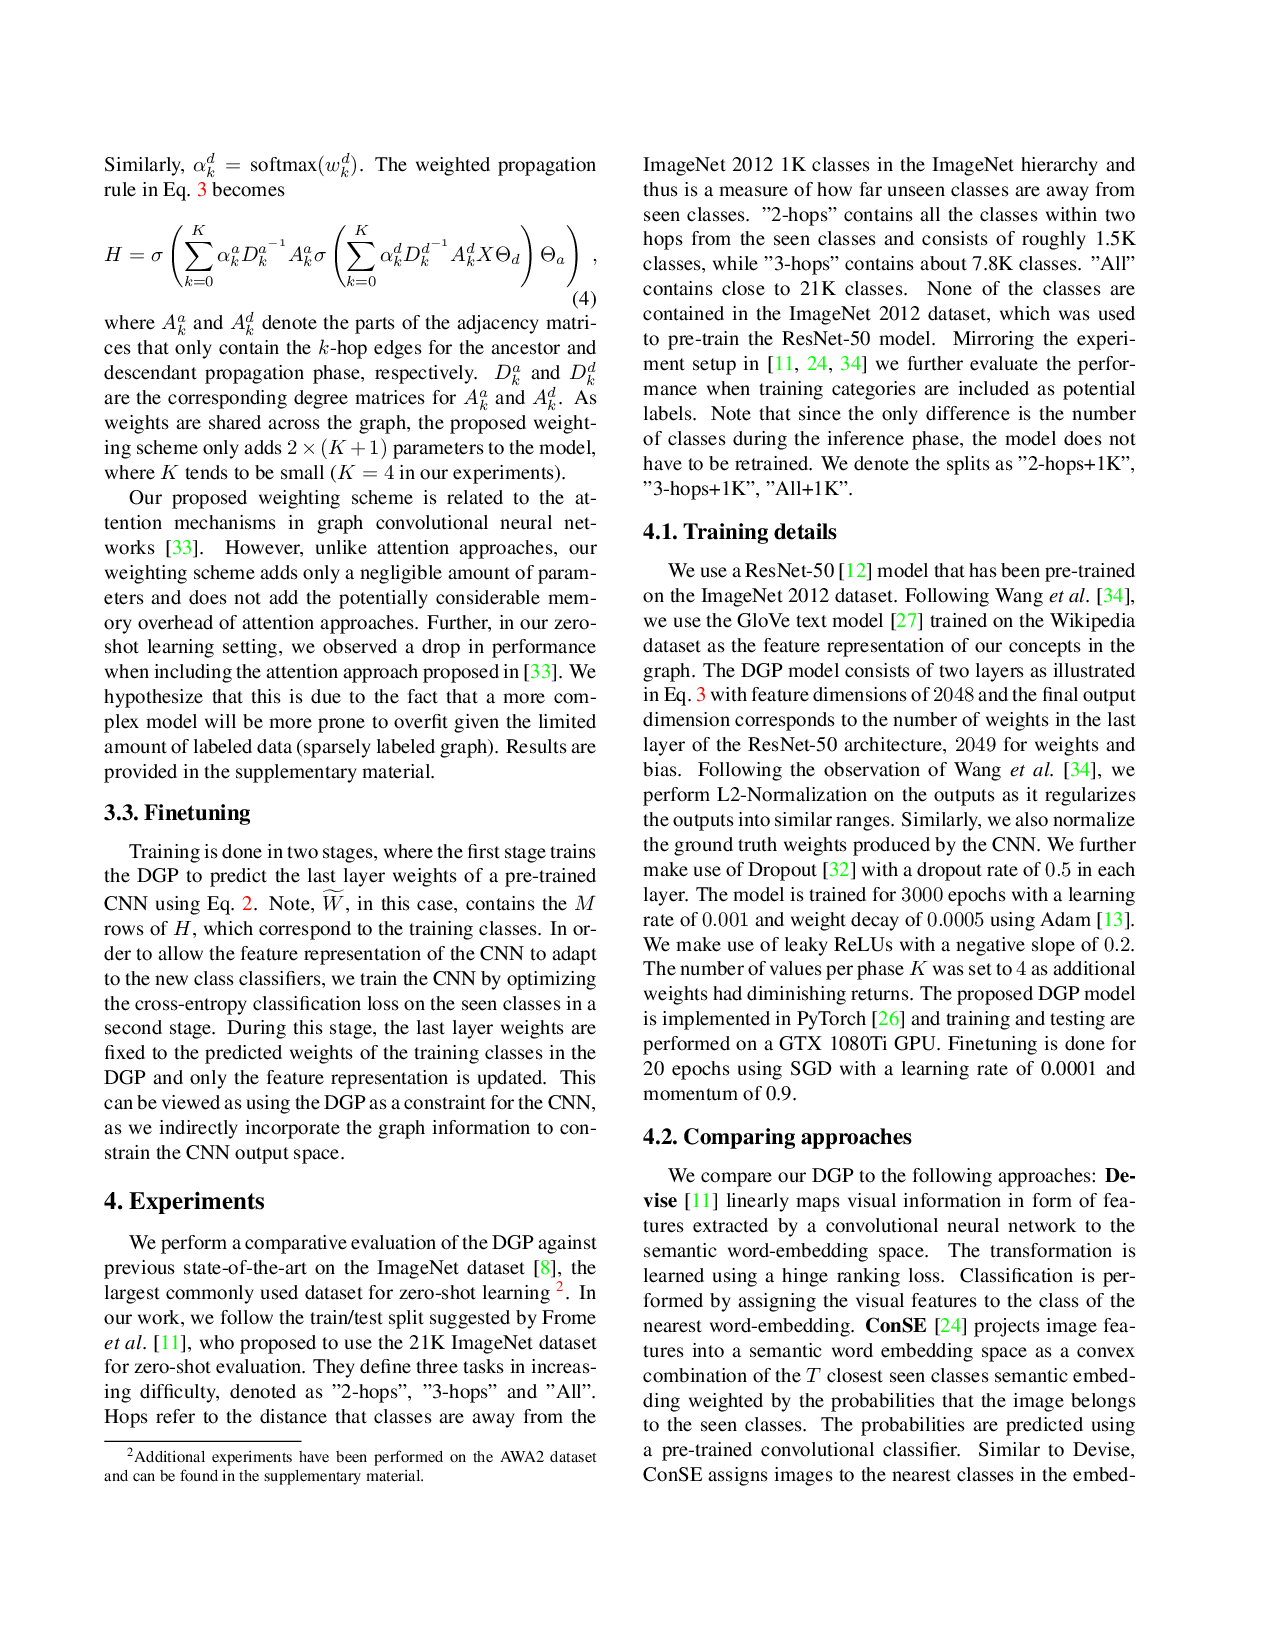 Similarly, α_k^d = softmax(w_k^d). The weighted propagation
rule in Eq. 3 becomes
H = σ ( ∑_{k=0}^{K} α_k^a D_k^{a^{-1}} A_k^a σ ( ∑_{k=0}^{K} α_k^d D_k^{d^{-1}} A_k^d X Θ_d ) Θ_a ) ,
(4)
where A_k^a and A_k^d denote the parts of the adjacency matri-
ces that only contain the k-hop edges for the ancestor and
descendant propagation phase, respectively. D_k^a and D_k^d
are the corresponding degree matrices for A_k^a and A_k^d. As
weights are shared across the graph, the proposed weight-
ing scheme only adds 2 × (K + 1) parameters to the model,
where K tends to be small (K = 4 in our experiments).
Our proposed weighting scheme is related to the at-
tention mechanisms in graph convolutional neural net-
works [33]. However, unlike attention approaches, our
weighting scheme adds only a negligible amount of param-
eters and does not add the potentially considerable mem-
ory overhead of attention approaches. Further, in our zero-
shot learning setting, we observed a drop in performance
when including the attention approach proposed in [33]. We
hypothesize that this is due to the fact that a more com-
plex model will be more prone to overfit given the limited
amount of labeled data (sparsely labeled graph). Results are
provided in the supplementary material.
3.3. Finetuning
Training is done in two stages, where the first stage trains
the DGP to predict the last layer weights of a pre-trained
CNN using Eq. 2. Note, W̃, in this case, contains the M
rows of H, which correspond to the training classes. In or-
der to allow the feature representation of the CNN to adapt
to the new class classifiers, we train the CNN by optimizing
the cross-entropy classification loss on the seen classes in a
second stage. During this stage, the last layer weights are
fixed to the predicted weights of the training classes in the
DGP and only the feature representation is updated. This
can be viewed as using the DGP as a constraint for the CNN,
as we indirectly incorporate the graph information to con-
strain the CNN output space.
4. Experiments
We perform a comparative evaluation of the DGP against
previous state-of-the-art on the ImageNet dataset [8], the
largest commonly used dataset for zero-shot learning ². In
our work, we follow the train/test split suggested by Frome
et al. [11], who proposed to use the 21K ImageNet dataset
for zero-shot evaluation. They define three tasks in increas-
ing difficulty, denoted as ”2-hops”, ”3-hops” and ”All”.
Hops refer to the distance that classes are away from the
²Additional experiments have been performed on the AWA2 dataset
and can be found in the supplementary material.
ImageNet 2012 1K classes in the ImageNet hierarchy and
thus is a measure of how far unseen classes are away from
seen classes. ”2-hops” contains all the classes within two
hops from the seen classes and consists of roughly 1.5K
classes, while ”3-hops” contains about 7.8K classes. ”All”
contains close to 21K classes. None of the classes are
contained in the ImageNet 2012 dataset, which was used
to pre-train the ResNet-50 model. Mirroring the experi-
ment setup in [11, 24, 34] we further evaluate the perfor-
mance when training categories are included as potential
labels. Note that since the only difference is the number
of classes during the inference phase, the model does not
have to be retrained. We denote the splits as ”2-hops+1K”,
”3-hops+1K”, ”All+1K”.
4.1. Training details
We use a ResNet-50 [12] model that has been pre-trained
on the ImageNet 2012 dataset. Following Wang et al. [34],
we use the GloVe text model [27] trained on the Wikipedia
dataset as the feature representation of our concepts in the
graph. The DGP model consists of two layers as illustrated
in Eq. 3 with feature dimensions of 2048 and the final output
dimension corresponds to the number of weights in the last
layer of the ResNet-50 architecture, 2049 for weights and
bias. Following the observation of Wang et al. [34], we
perform L2-Normalization on the outputs as it regularizes
the outputs into similar ranges. Similarly, we also normalize
the ground truth weights produced by the CNN. We further
make use of Dropout [32] with a dropout rate of 0.5 in each
layer. The model is trained for 3000 epochs with a learning
rate of 0.001 and weight decay of 0.0005 using Adam [13].
We make use of leaky ReLUs with a negative slope of 0.2.
The number of values per phase K was set to 4 as additional
weights had diminishing returns. The proposed DGP model
is implemented in PyTorch [26] and training and testing are
performed on a GTX 1080Ti GPU. Finetuning is done for
20 epochs using SGD with a learning rate of 0.0001 and
momentum of 0.9.
4.2. Comparing approaches
We compare our DGP to the following approaches: De-
vise [11] linearly maps visual information in form of fea-
tures extracted by a convolutional neural network to the
semantic word-embedding space. The transformation is
learned using a hinge ranking loss. Classification is per-
formed by assigning the visual features to the class of the
nearest word-embedding. ConSE [24] projects image fea-
tures into a semantic word embedding space as a convex
combination of the T closest seen classes semantic embed-
ding weighted by the probabilities that the image belongs
to the seen classes. The probabilities are predicted using
a pre-trained convolutional classifier. Similar to Devise,
ConSE assigns images to the nearest classes in the embed-